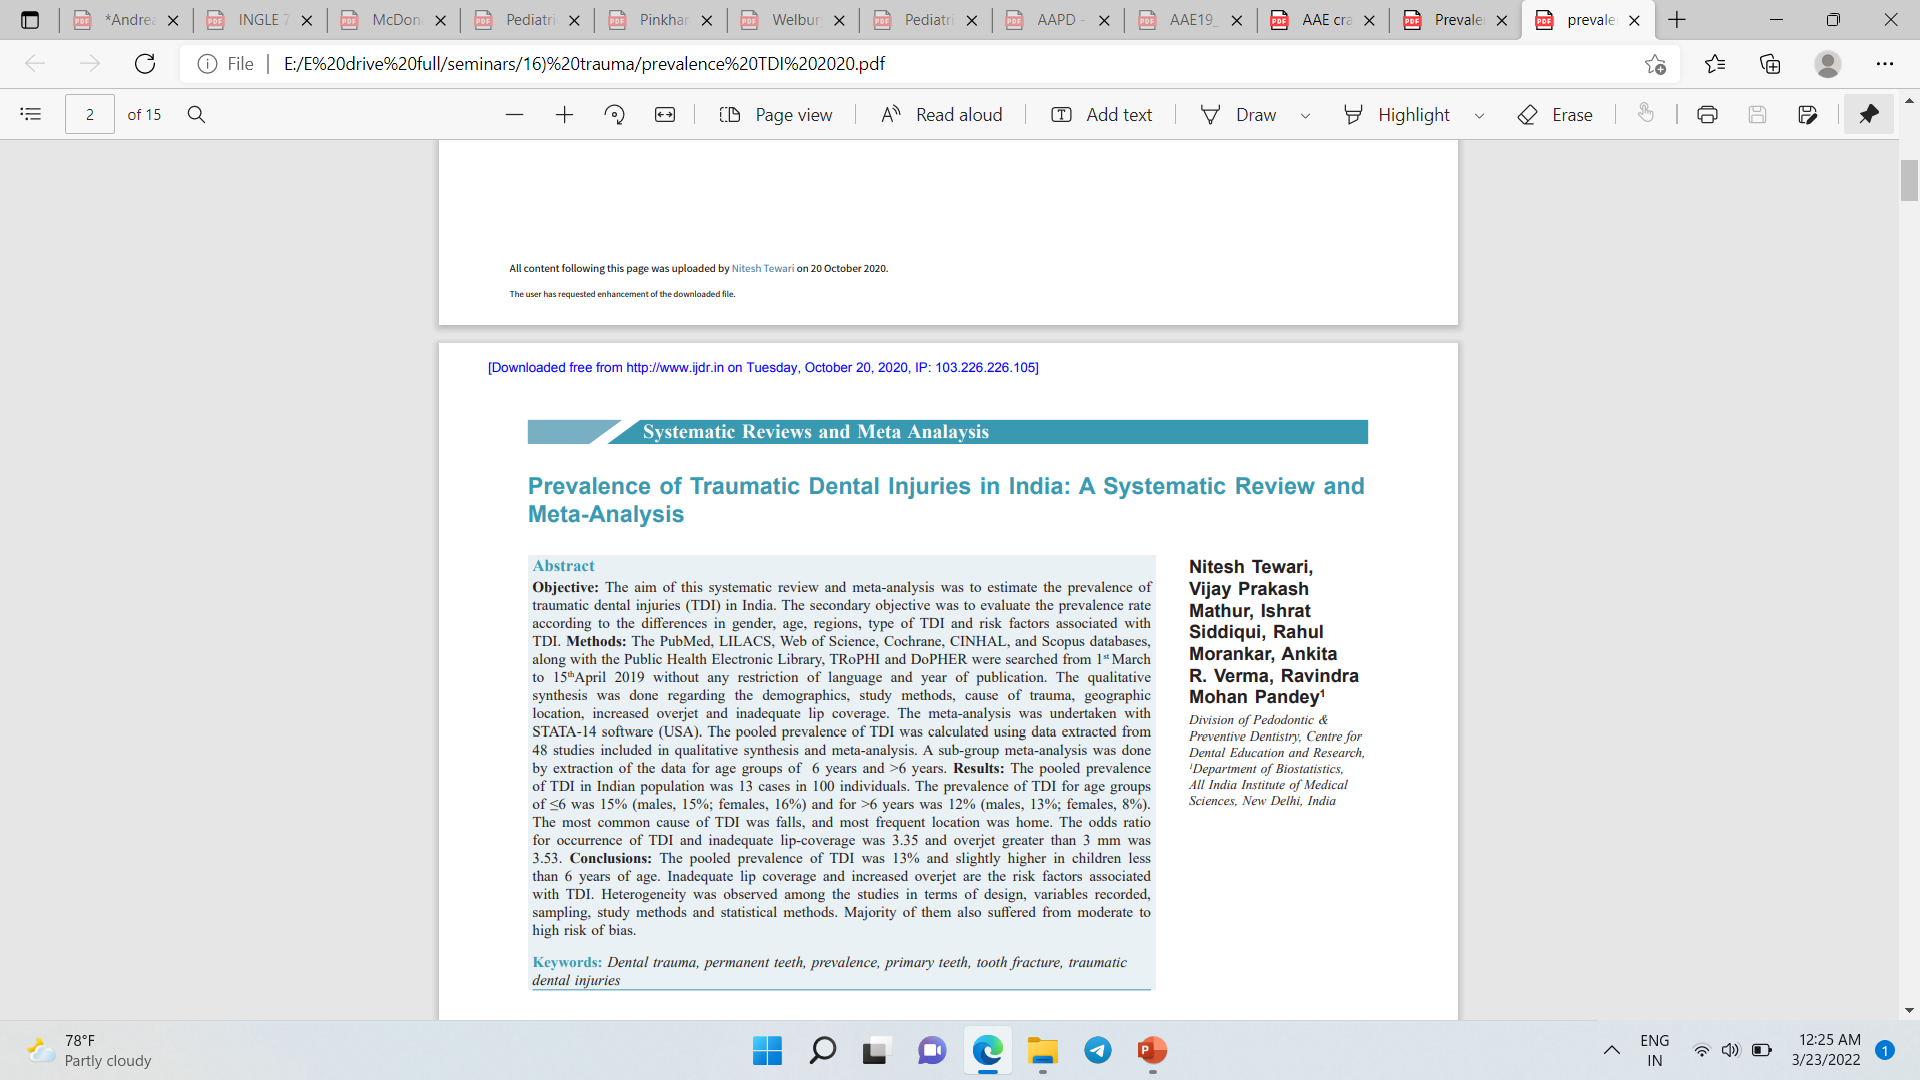 *Andre
INGLE 7
McDon
Pediatri
Pinkhar
Welbur
Pediatri
AAPD -
AAE19_
AAE cra
Prevale
prevale
File
E:/E%20drive%20full/seminars/16)%20trauma/prevalence%20TDI%202020.pdf
2 of 15
Page view
Read aloud
Add text
Draw
Highlight
Erase
All content following this page was uploaded by Nitesh Tewari on 20 October 2020.
The user has requested enhancement of the downloaded file.
[Downloaded free from http://www.ijdr.in on Tuesday, October 20, 2020, IP: 103.226.226.105]
Systematic Reviews and Meta Analaysis
Prevalence of Traumatic Dental Injuries in India: A Systematic Review and
Meta-Analysis
Abstract
Objective: The aim of this systematic review and meta-analysis was to estimate the prevalence of
traumatic dental injuries (TDI) in India. The secondary objective was to evaluate the prevalence rate
according to the differences in gender, age, regions, type of TDI and risk factors associated with
TDI. Methods: The PubMed, LILACS, Web of Science, Cochrane, CINHAL, and Scopus databases,
along with the Public Health Electronic Library, TRoPHI and DoPHER were searched from 1st March
to 15thApril 2019 without any restriction of language and year of publication. The qualitative
synthesis was done regarding the demographics, study methods, cause of trauma, geographic
location, increased overjet and inadequate lip coverage. The meta-analysis was undertaken with
STATA-14 software (USA). The pooled prevalence of TDI was calculated using data extracted from
48 studies included in qualitative synthesis and meta-analysis. A sub-group meta-analysis was done
by extraction of the data for age groups of 6 years and >6 years. Results: The pooled prevalence
of TDI in Indian population was 13 cases in 100 individuals. The prevalence of TDI for age groups
of ≤6 was 15% (males, 15%; females, 16%) and for >6 years was 12% (males, 13%; females, 8%).
The most common cause of TDI was falls, and most frequent location was home. The odds ratio
for occurrence of TDI and inadequate lip-coverage was 3.35 and overjet greater than 3 mm was
3.53. Conclusions: The pooled prevalence of TDI was 13% and slightly higher in children less
than 6 years of age. Inadequate lip coverage and increased overjet are the risk factors associated
with TDI. Heterogeneity was observed among the studies in terms of design, variables recorded,
sampling, study methods and statistical methods. Majority of them also suffered from moderate to
high risk of bias.
Keywords: Dental trauma, permanent teeth, prevalence, primary teeth, tooth fracture, traumatic
dental injuries
Nitesh Tewari,
Vijay Prakash
Mathur, Ishrat
Siddiqui, Rahul
Morankar, Ankita
R. Verma, Ravindra
Mohan Pandey1
Division of Pedodontic &
Preventive Dentistry, Centre for
Dental Education and Research,
1Department of Biostatistics,
All India Institute of Medical
Sciences, New Delhi, India
78°F
Partly cloudy
ENG
IN
12:25 AM
3/23/2022
1